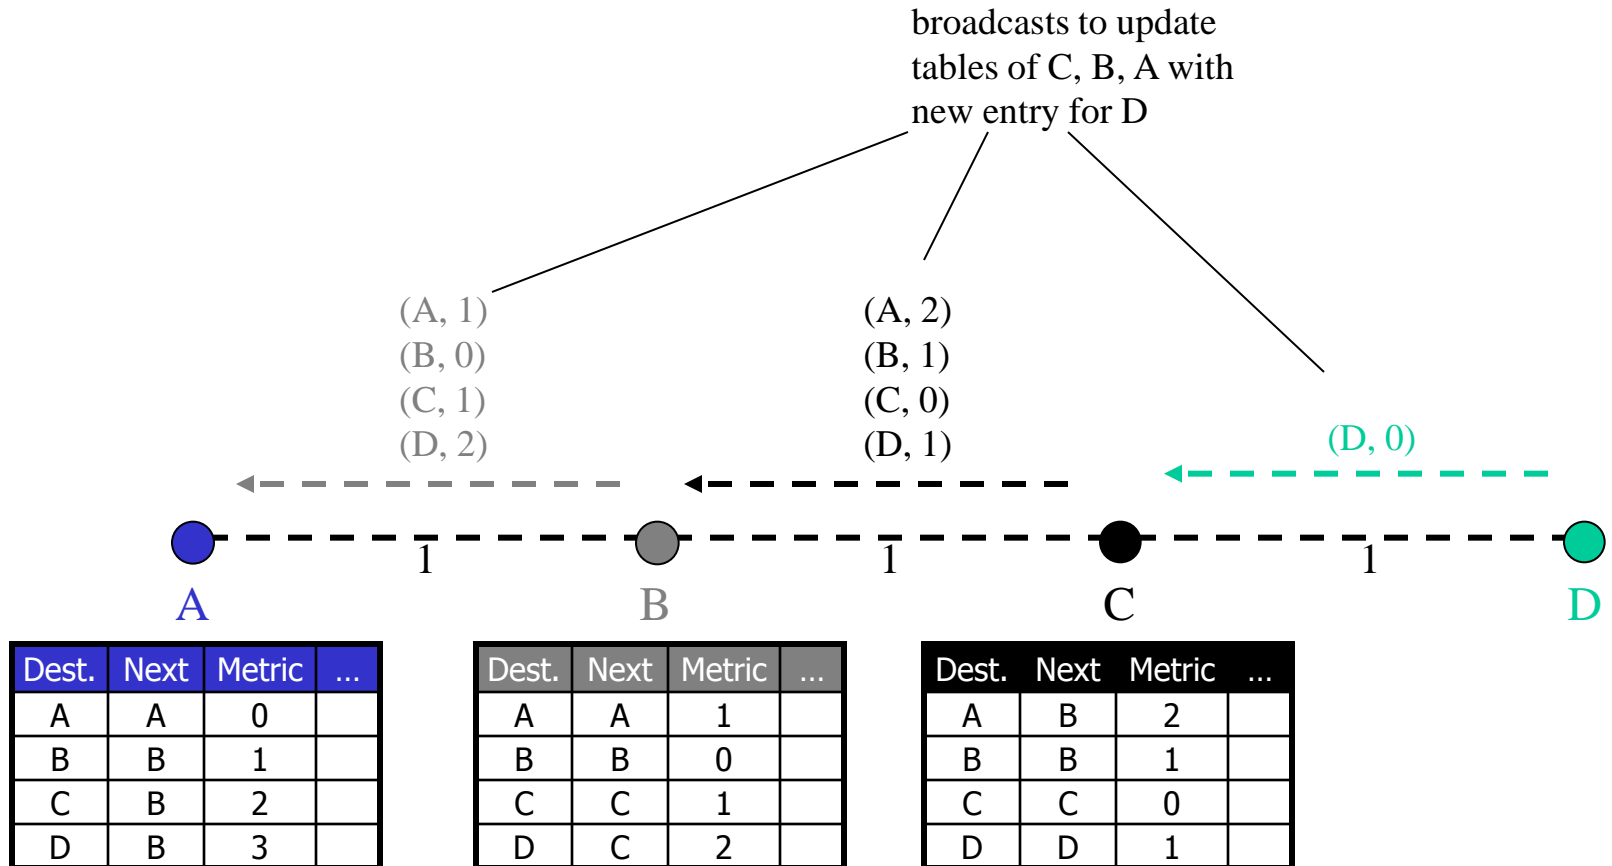 broadcasts to update
tables of C, B, A with
new entry for D
(A, 1)
(B, 0)
(C, 1)
(D, 2)
(A, 2)
(B, 1)
(C, 0)
(D, 1)
(D, 0)
1 1 1
A B C D
Dest. Next Metric ...
A A 0
B B 1
C B 2
D B 3
Dest. Next Metric ...
A A 1
B B 0
C C 1
D C 2
Dest. Next Metric ...
A B 2
B B 1
C C 0
D D 1